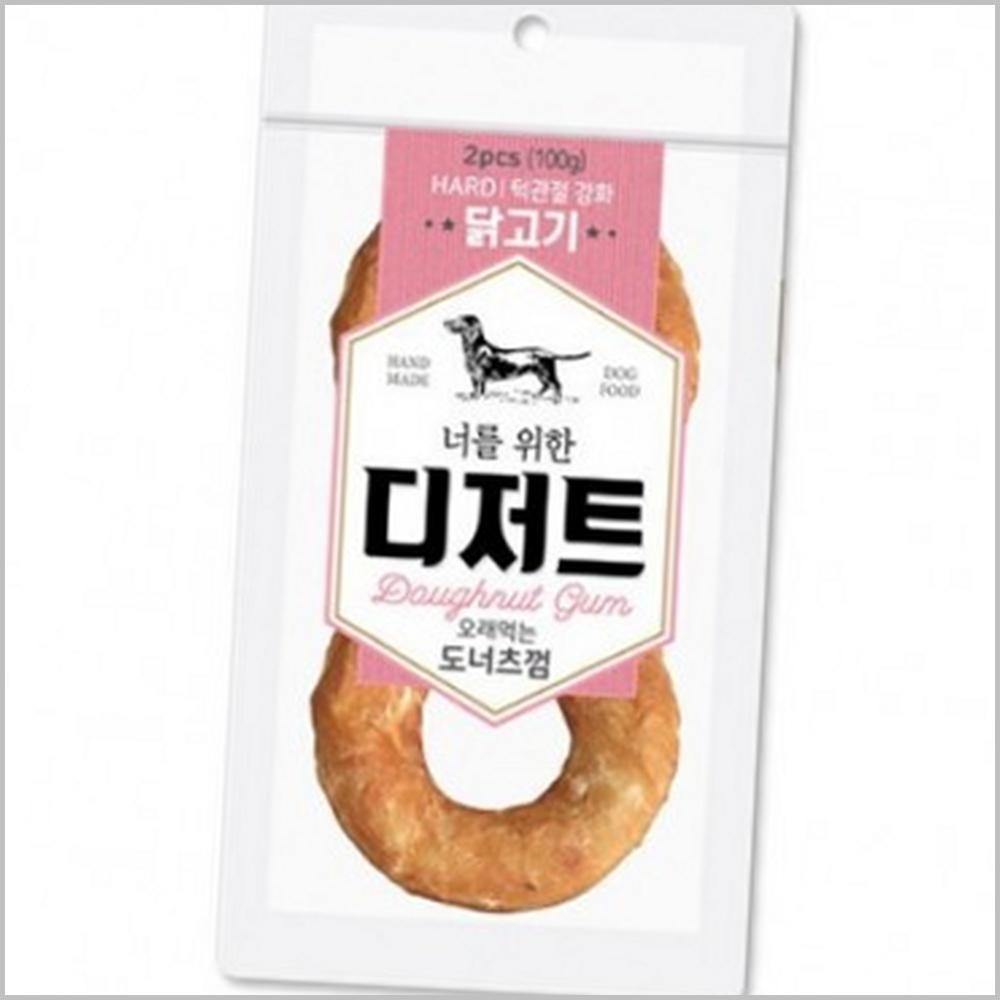 2pcs (100g)
HARD | 턱관절 강화
닭고기
HAND
MADE
DOG
FOOD
너를 위한
디저트
Doughnut Gum
오래먹는
도너츠껌